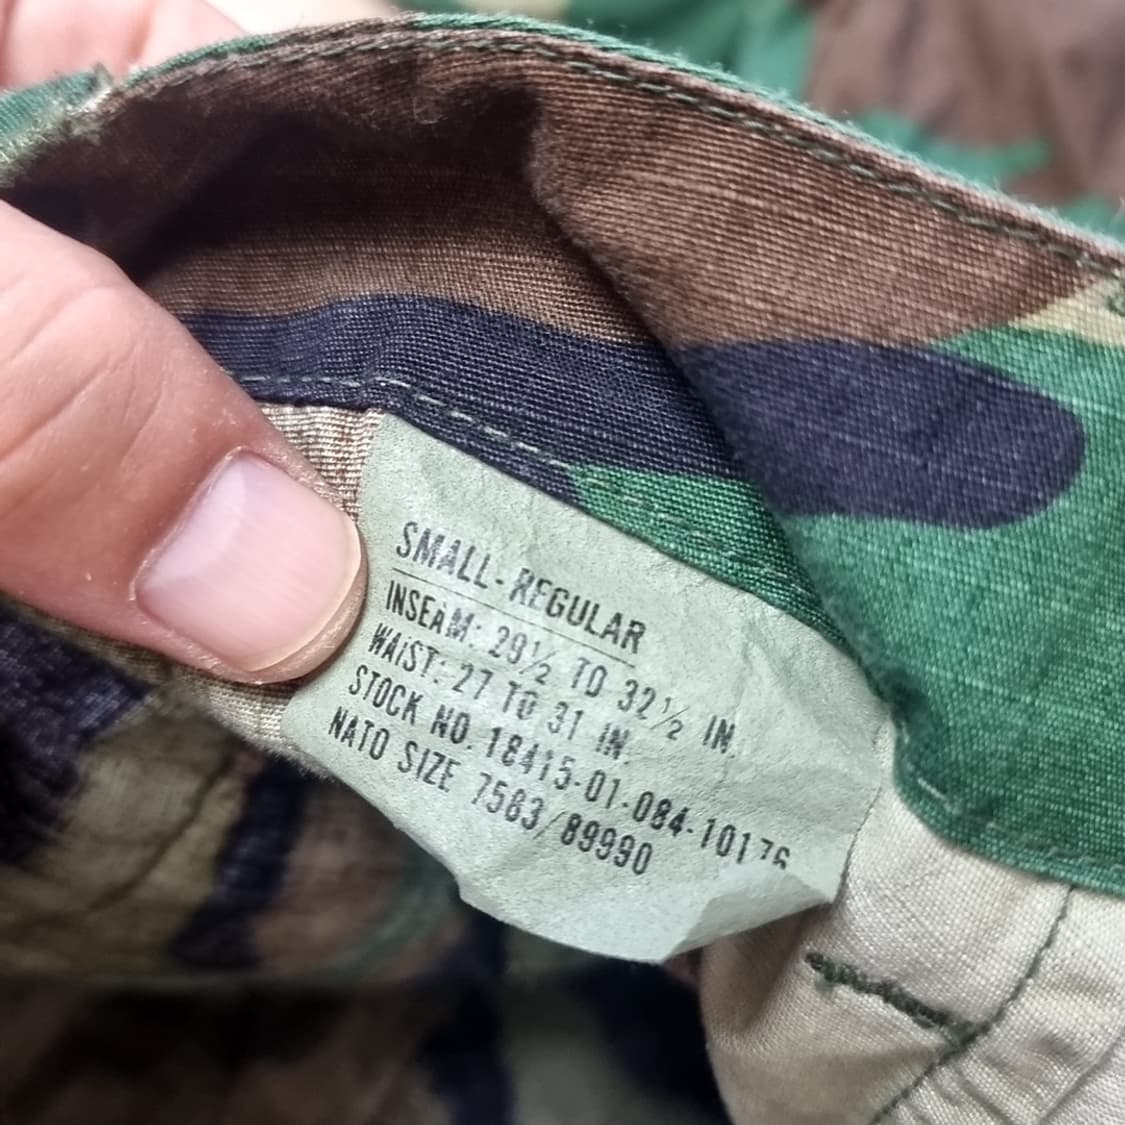 SMALL-REGULAR
INSEAM: 29½ TO 32½ IN.
WAIST: 27 TO 31 IN.
STOCK NO. 18415-01-084-10176
NATO SIZE 7583/89990